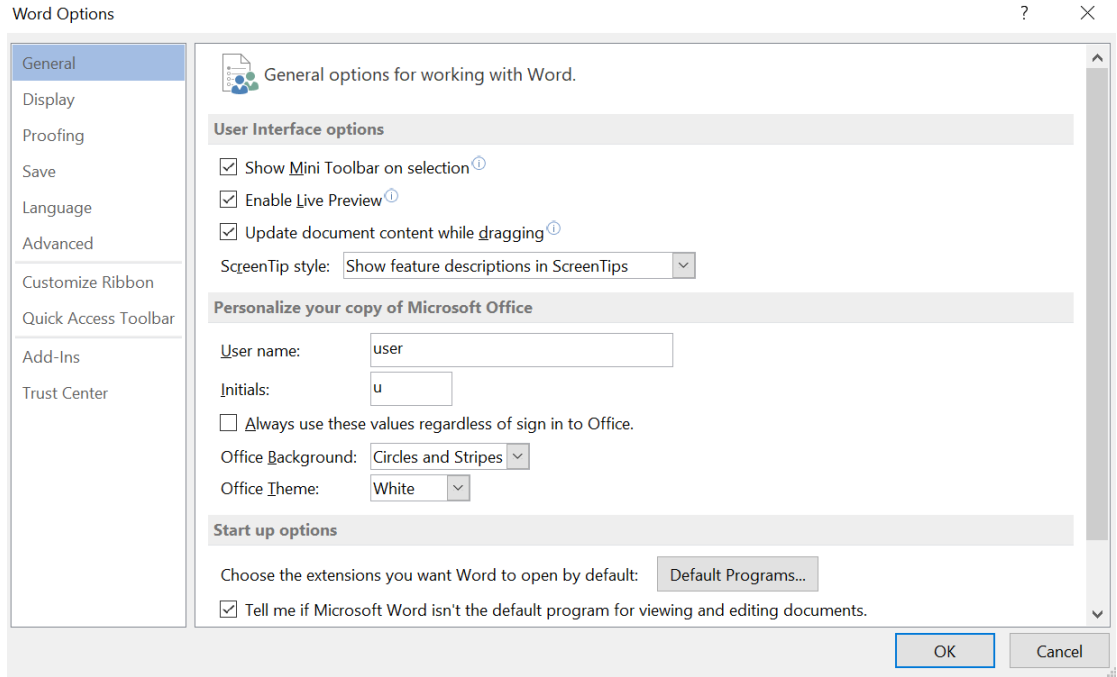 Word Options
?
General
Display
Proofing
Save
Language
Advanced
Customize Ribbon
Quick Access Toolbar
Add-Ins
Trust Center
General options for working with Word.
User Interface options
Show Mini Toolbar on selection
Enable Live Preview
Update document content while dragging
ScreenTip style: Show feature descriptions in ScreenTips
Personalize your copy of Microsoft Office
User name: user
Initials: u
Always use these values regardless of sign in to Office.
Office Background: Circles and Stripes
Office Theme: White
Start up options
Choose the extensions you want Word to open by default: Default Programs...
Tell me if Microsoft Word isn't the default program for viewing and editing documents.
OK Cancel